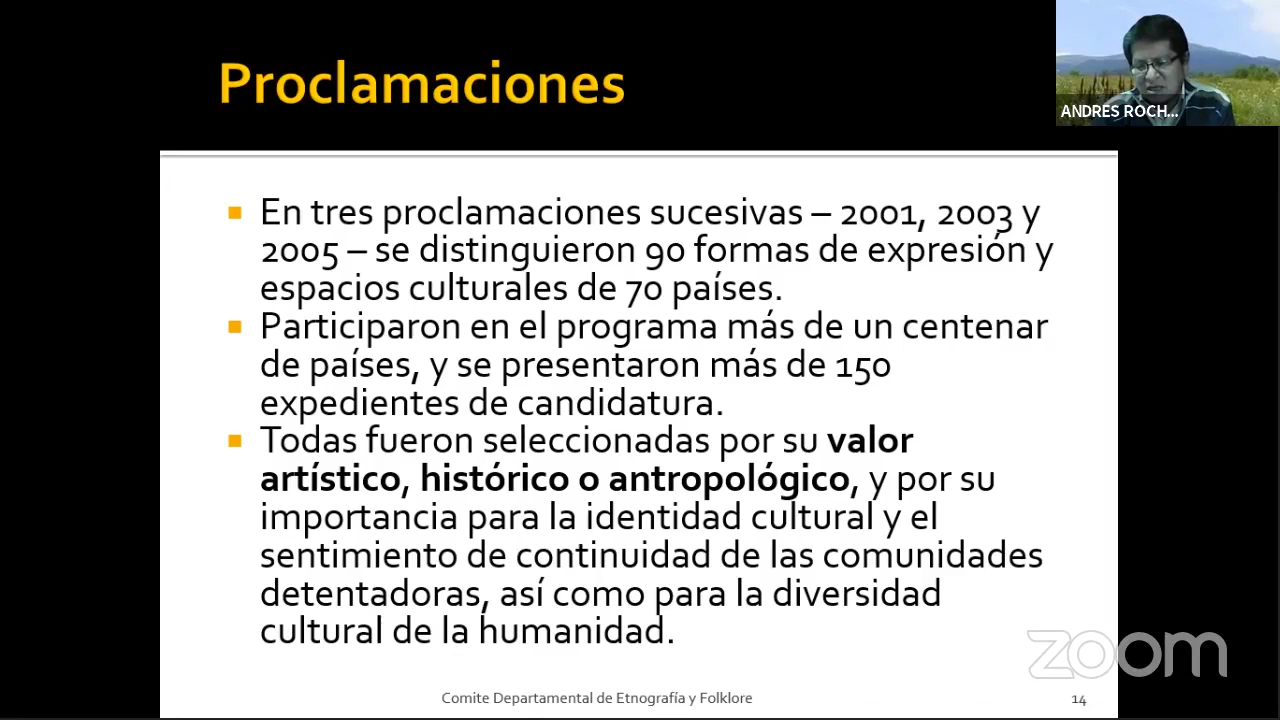 Proclamaciones
ANDRES ROCH...
En tres proclamaciones sucesivas – 2001, 2003 y
2005 – se distinguieron 90 formas de expresión y
espacios culturales de 70 países.
Participaron en el programa más de un centenar
de países, y se presentaron más de 150
expedientes de candidatura.
Todas fueron seleccionadas por su valor
artístico, histórico o antropológico, y por su
importancia para la identidad cultural y el
sentimiento de continuidad de las comunidades
detentadoras, así como para la diversidad
cultural de la humanidad.
zoom
Comite Departamental de Etnografía y Folklore
14